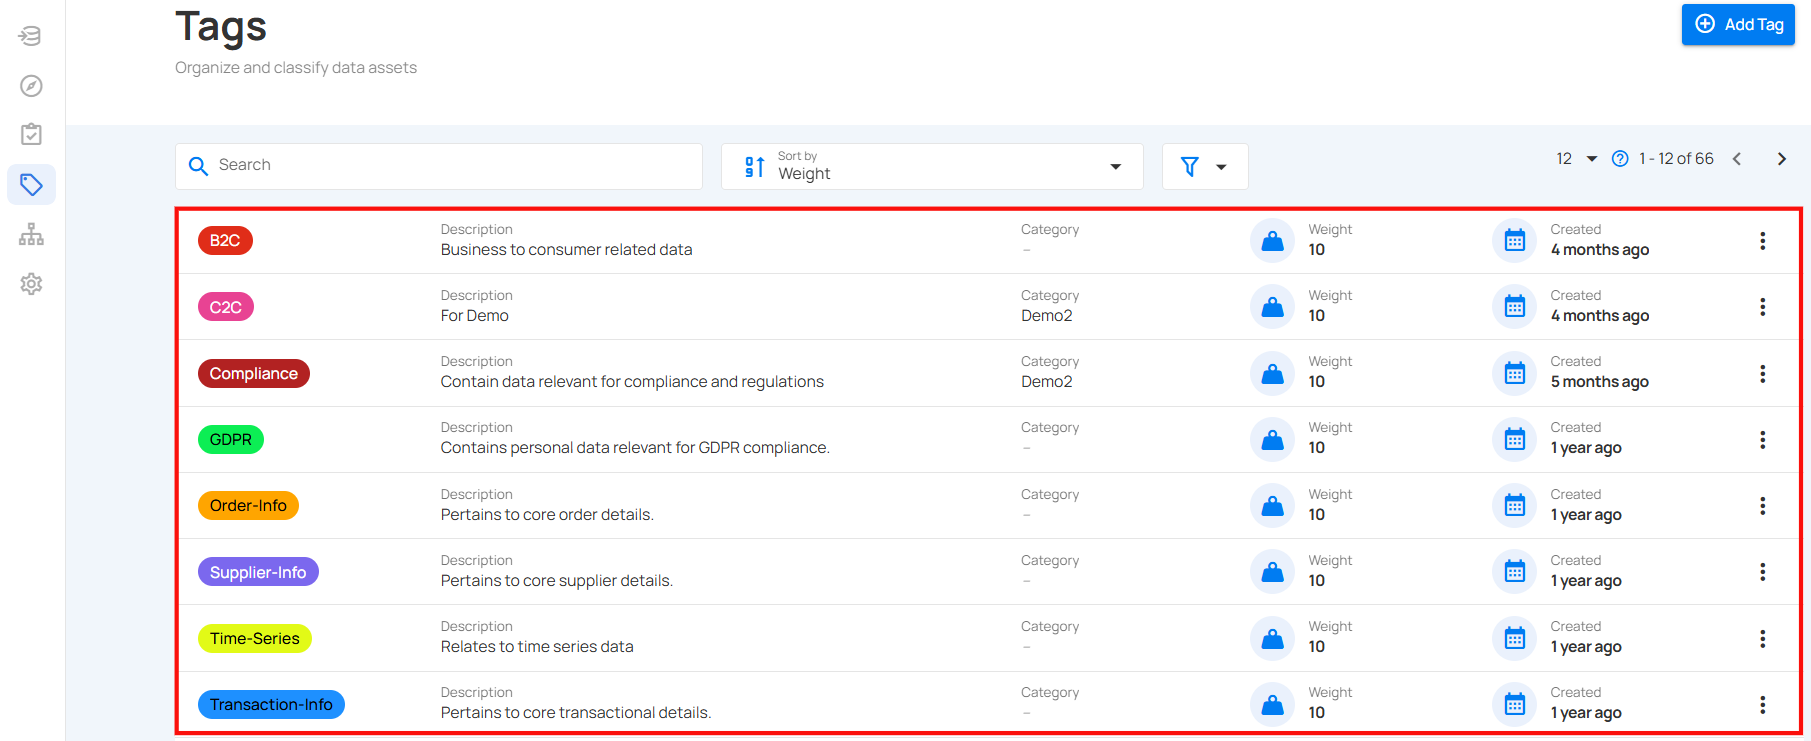 Tags
Add Tag
Organize and classify data assets
Search
Sort by
Weight
12
1 - 12 of 66
B2C
Description
Business to consumer related data
Category
–
Weight
10
Created
4 months ago
C2C
Description
For Demo
Category
Demo2
Weight
10
Created
4 months ago
Compliance
Description
Contain data relevant for compliance and regulations
Category
Demo2
Weight
10
Created
5 months ago
GDPR
Description
Contains personal data relevant for GDPR compliance.
Category
–
Weight
10
Created
1 year ago
Order-Info
Description
Pertains to core order details.
Category
–
Weight
10
Created
1 year ago
Supplier-Info
Description
Pertains to core supplier details.
Category
–
Weight
10
Created
1 year ago
Time-Series
Description
Relates to time series data
Category
–
Weight
10
Created
1 year ago
Transaction-Info
Description
Pertains to core transactional details.
Category
–
Weight
10
Created
1 year ago